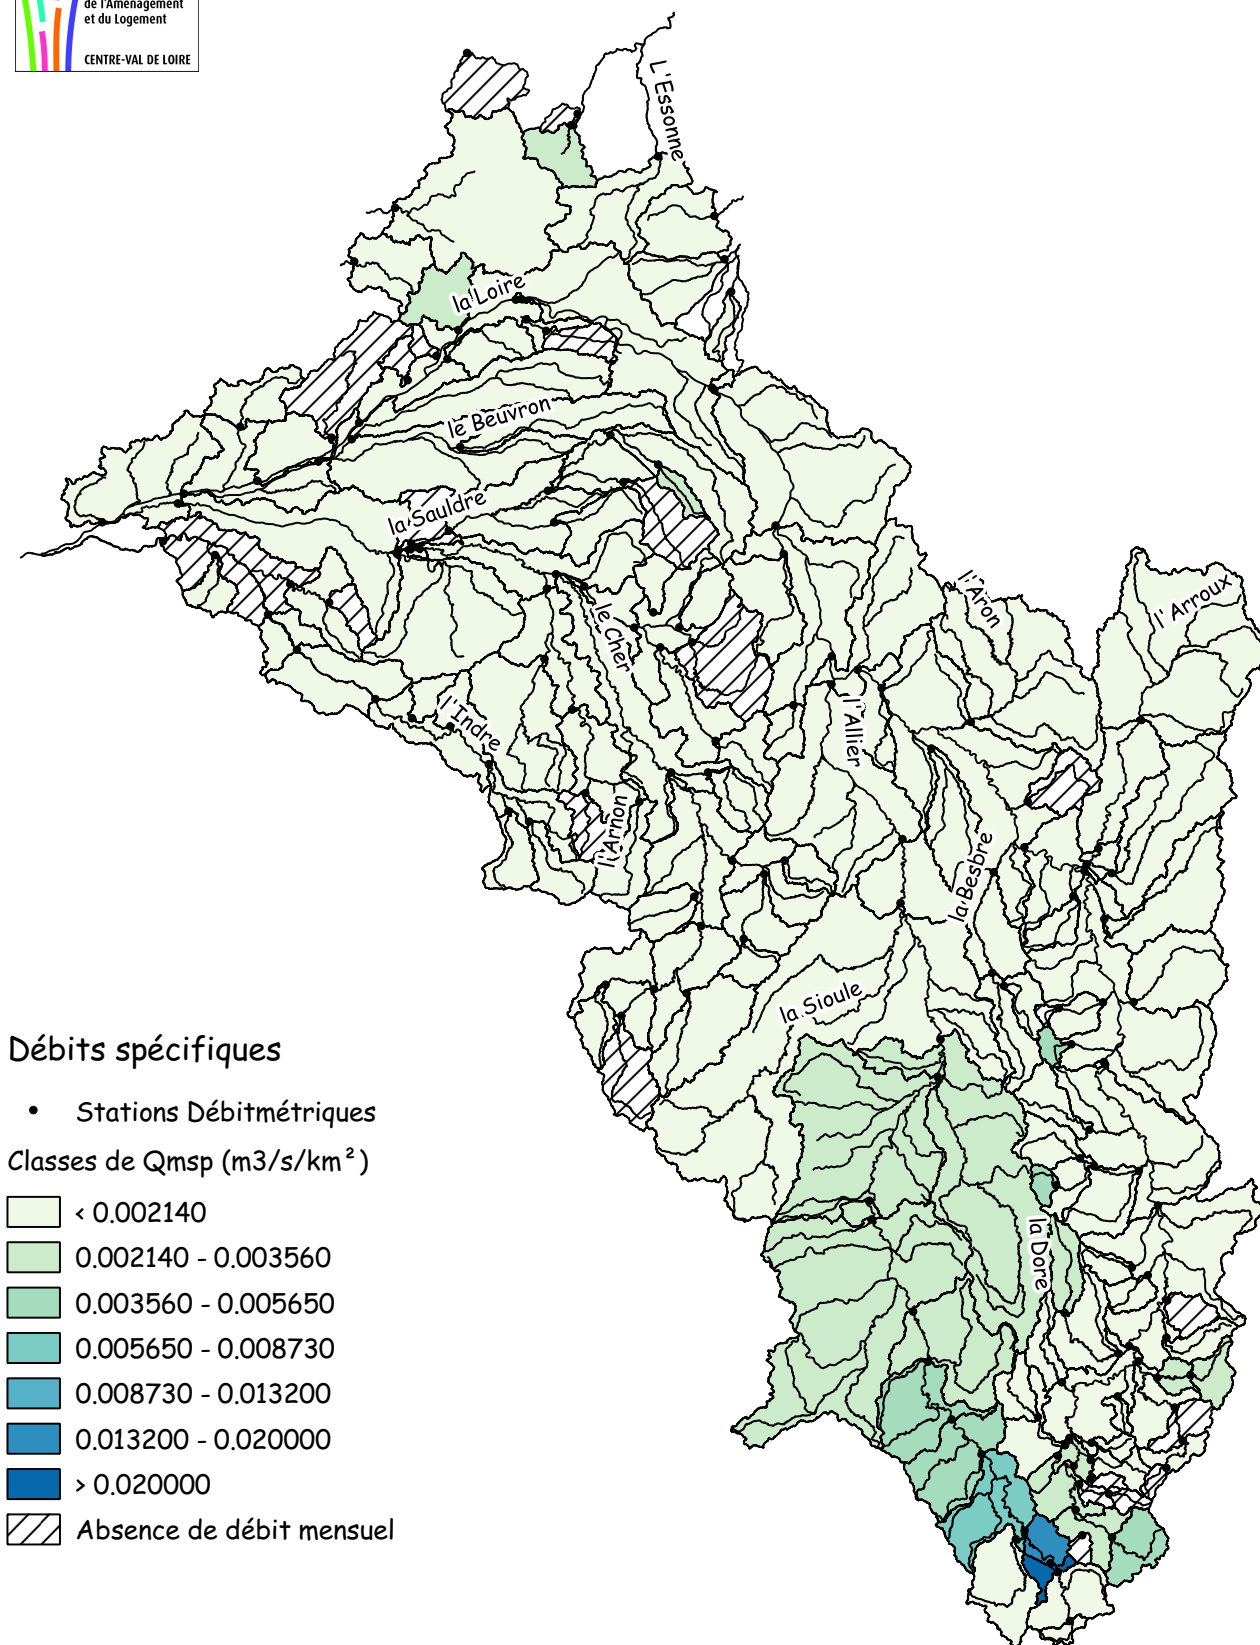 de l'Aménagement
et du Logement
CENTRE-VAL DE LOIRE
L'Essonne
la Loire
le Beuvron
la Sauldre
l'Aron
l' Arroux
le Cher
l'Indre
l'Allier
l'Arnon
la Besbre
la Sioule
la Dore
Débits spécifiques
Stations Débitmétriques
Classes de Qmsp (m3/s/km²)
< 0.002140
0.002140 - 0.003560
0.003560 - 0.005650
0.005650 - 0.008730
0.008730 - 0.013200
0.013200 - 0.020000
> 0.020000
Absence de débit mensuel